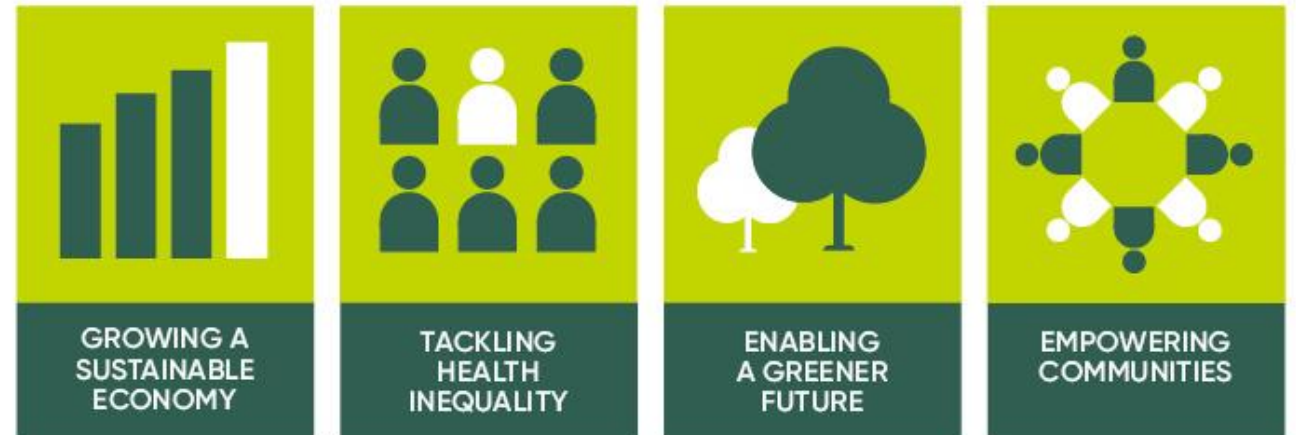 GROWING A
SUSTAINABLE
ECONOMY
TACKLING
HEALTH
INEQUALITY
ENABLING
A GREENER
FUTURE
EMPOWERING
COMMUNITIES